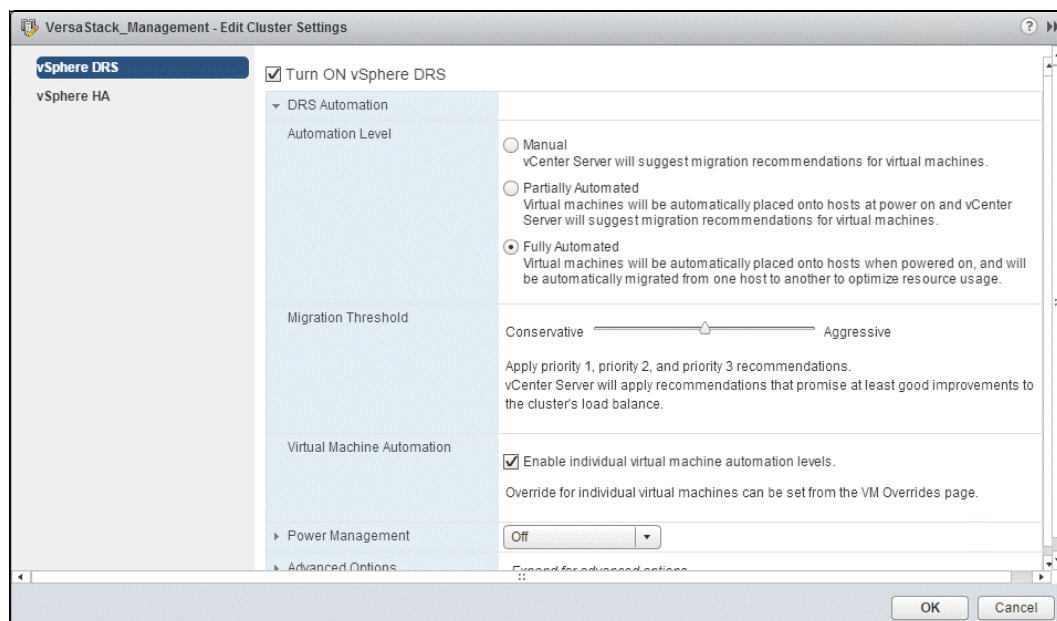 VersaStack_Management - Edit Cluster Settings
?
vSphere DRS
vSphere HA
Turn ON vSphere DRS
DRS Automation
Automation Level
Manual
vCenter Server will suggest migration recommendations for virtual machines.
Partially Automated
Virtual machines will be automatically placed onto hosts at power on and vCenter
Server will suggest migration recommendations for virtual machines.
Fully Automated
Virtual machines will be automatically placed onto hosts when powered on, and will
be automatically migrated from one host to another to optimize resource usage.
Migration Threshold
Conservative
Aggressive
Apply priority 1, priority 2, and priority 3 recommendations.
vCenter Server will apply recommendations that promise at least good improvements to
the cluster's load balance.
Virtual Machine Automation
Enable individual virtual machine automation levels.
Override for individual virtual machines can be set from the VM Overrides page.
Power Management
Off
Advanced Options
Expand for advanced options
OK
Cancel